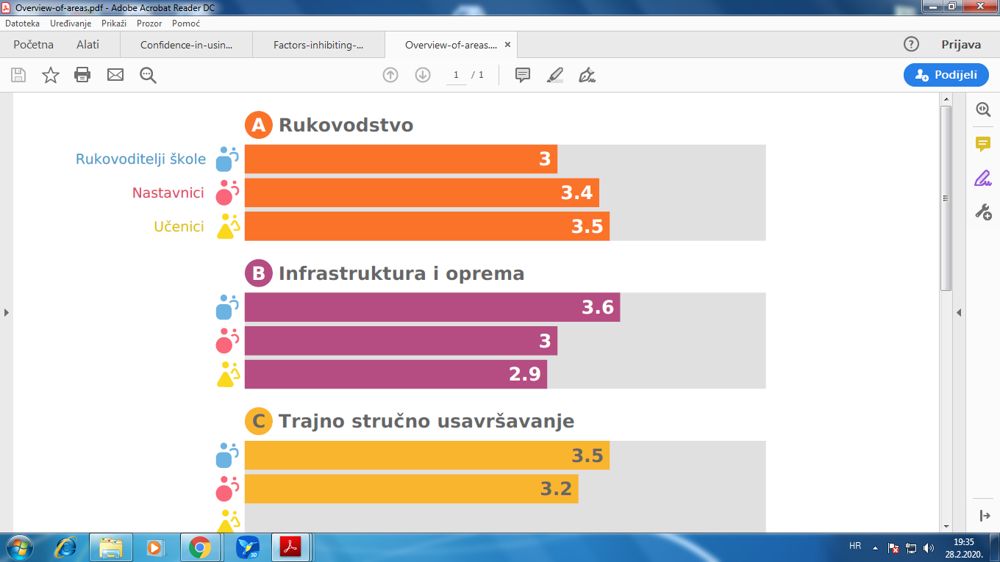 Overview-of-areas.pdf - Adobe Acrobat Reader DC
Datoteka Uređivanje Prikaži Prozor Pomoć
Početna Alati Confidence-in-usin... Factors-inhibiting-... Overview-of-areas.... ×
? Prijava
1 / 1
Podijeli
A Rukovodstvo
Rukovoditelji škole 3
Nastavnici 3.4
Učenici 3.5
B Infrastruktura i oprema
3.6
3
2.9
C Trajno stručno usavršavanje
3.5
3.2
3D
HR
19:35
28.2.2020.